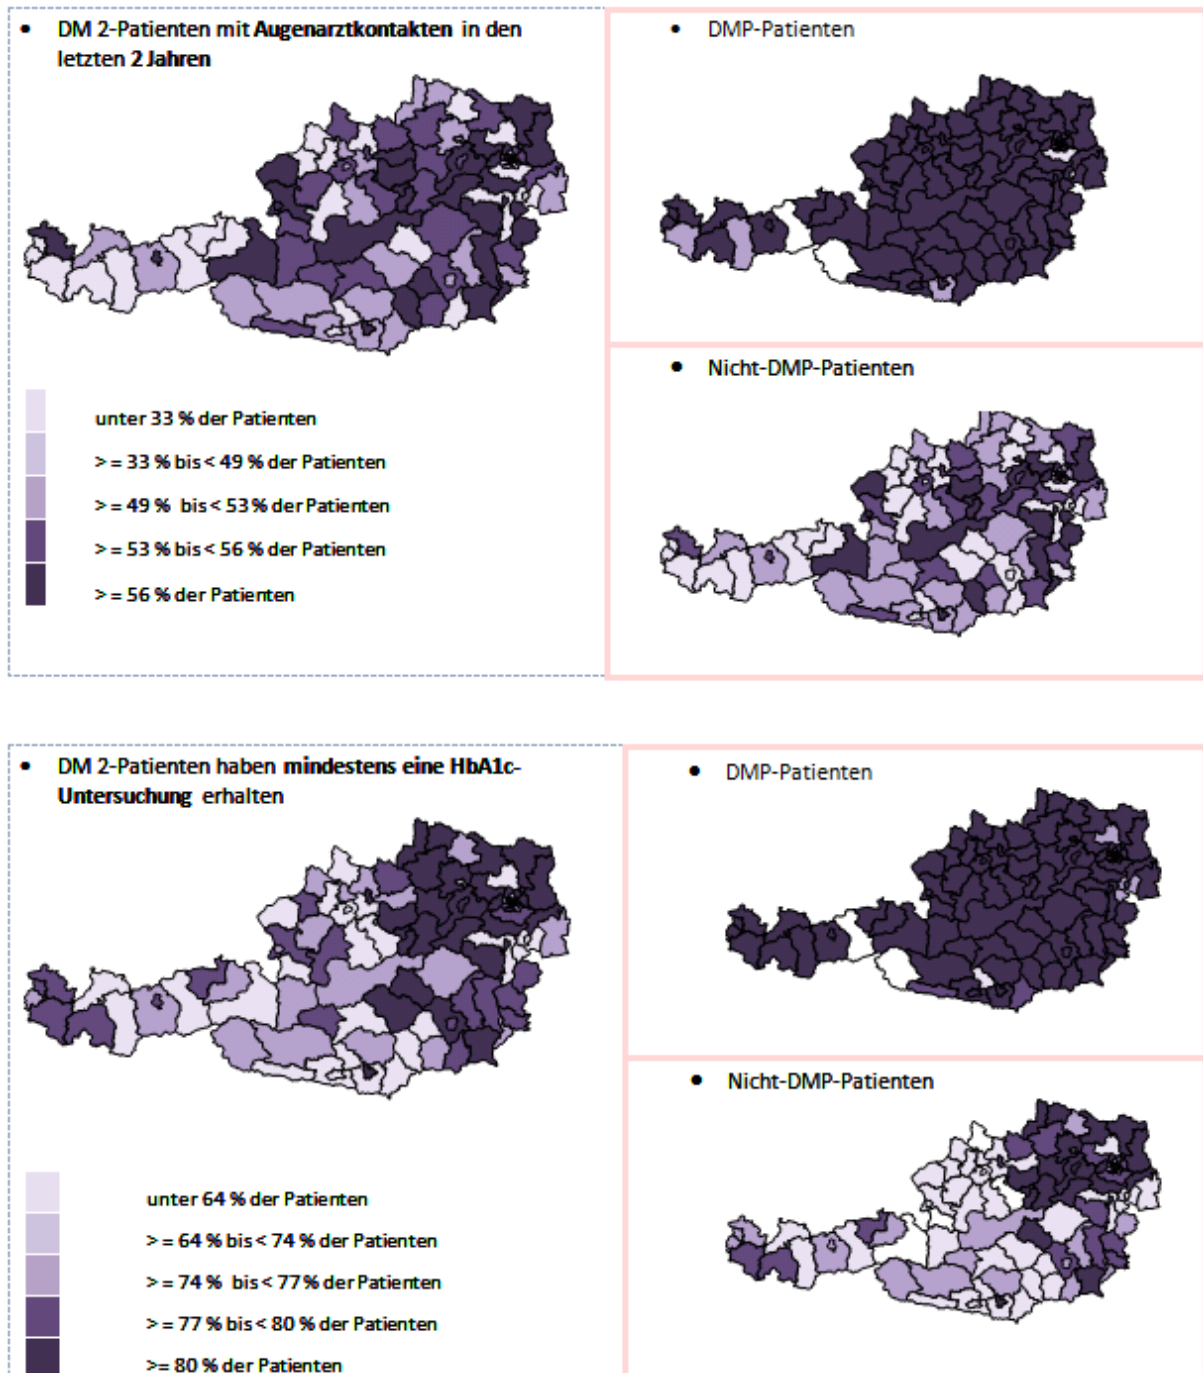 • DM 2-Patienten mit Augenarztkontakten in den
letzten 2 Jahren
• DMP-Patienten
• Nicht-DMP-Patienten
unter 33 % der Patienten
> = 33 % bis < 49 % der Patienten
> = 49 % bis < 53 % der Patienten
> = 53 % bis < 56 % der Patienten
> = 56 % der Patienten
• DM 2-Patienten haben mindestens eine HbA1c-
Untersuchung erhalten
• DMP-Patienten
• Nicht-DMP-Patienten
unter 64 % der Patienten
> = 64 % bis < 74 % der Patienten
> = 74 % bis < 77 % der Patienten
> = 77 % bis < 80 % der Patienten
>= 80 % der Patienten